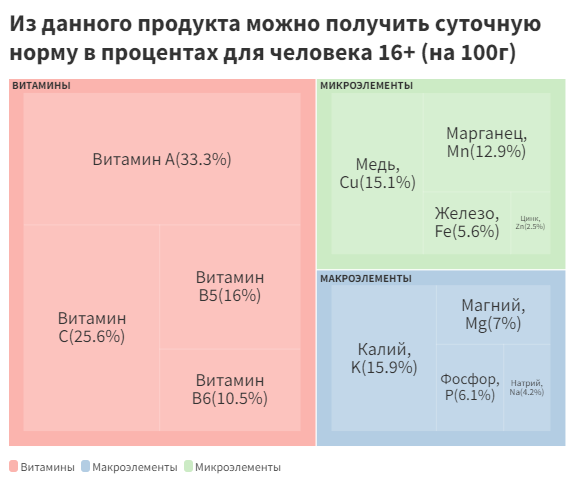 Из данного продукта можно получить суточную
норму в процентах для человека 16+ (на 100г)
ВИТАМИНЫ
Витамин А(33.3%)
Витамин
С(25.6%)
Витамин
B5(16%)
Витамин
B6(10.5%)
МИКРОЭЛЕМЕНТЫ
Медь,
Cu(15.1%)
Марганец,
Mn(12.9%)
Железо,
Fe(5.6%)
Цинк,
Zn(2.5%)
МАКРОЭЛЕМЕНТЫ
Калий,
K(15.9%)
Магний,
Mg(7%)
Фосфор,
P(6.1%)
Натрий,
Na(4.2%)
Витамины
Макроэлементы
Микроэлементы